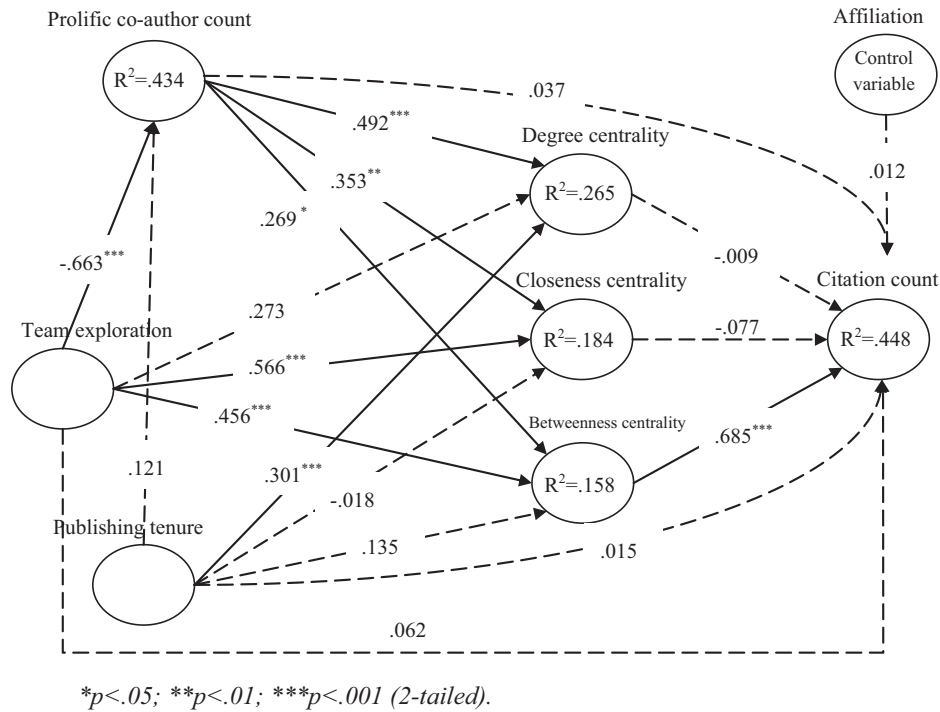 Prolific co-author count
Affiliation
R²=.434
Control
variable
.037
.492***
Degree centrality
.353**
.012
R²=.265
.269*
-.663***
-.009
Closeness centrality
Citation count
.273
Team exploration
-.077
R²=.184
R²=.448
.566***
.456***
Betweenness centrality
.685***
.121
.301***
R²=.158
-.018
Publishing tenure
.135
.015
.062
*p<.05; **p<.01; ***p<.001 (2-tailed).